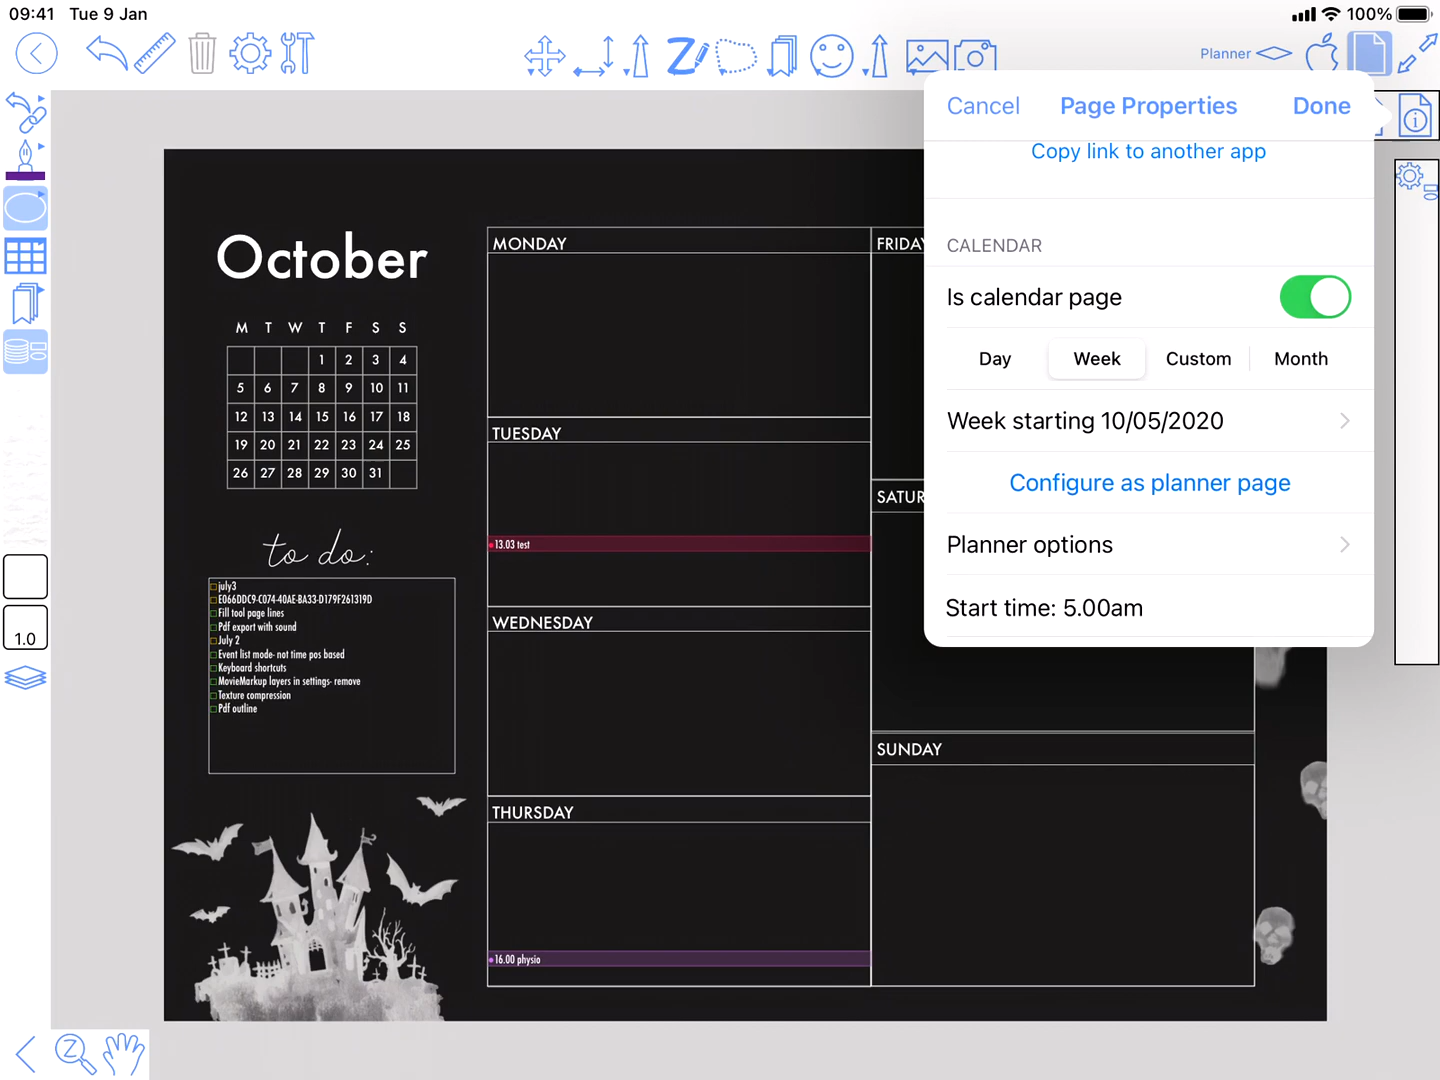 09:41 Tue 9 Jan
100%
Planner
Cancel Page Properties Done
Copy link to another app
CALENDAR
Is calendar page
Day Week Custom Month
Week starting 10/05/2020
Configure as planner page
Planner options
Start time: 5.00am
1.0
October
M T W T F S S
1 2 3 4
5 6 7 8 9 10 11
12 13 14 15 16 17 18
19 20 21 22 23 24 25
26 27 28 29 30 31
to do:
july3
E066DDC9-C074-40AE-BA33-D179F261319D
Fill tool page lines
Pdf export with sound
July 2
Event list mode- not time pos based
Keyboard shortcuts
MovieMarkup layers in settings- remove
Texture compression
Pdf outline
MONDAY
TUESDAY
13.03 test
WEDNESDAY
THURSDAY
16.00 physio
FRIDAY
SATUR
SUNDAY